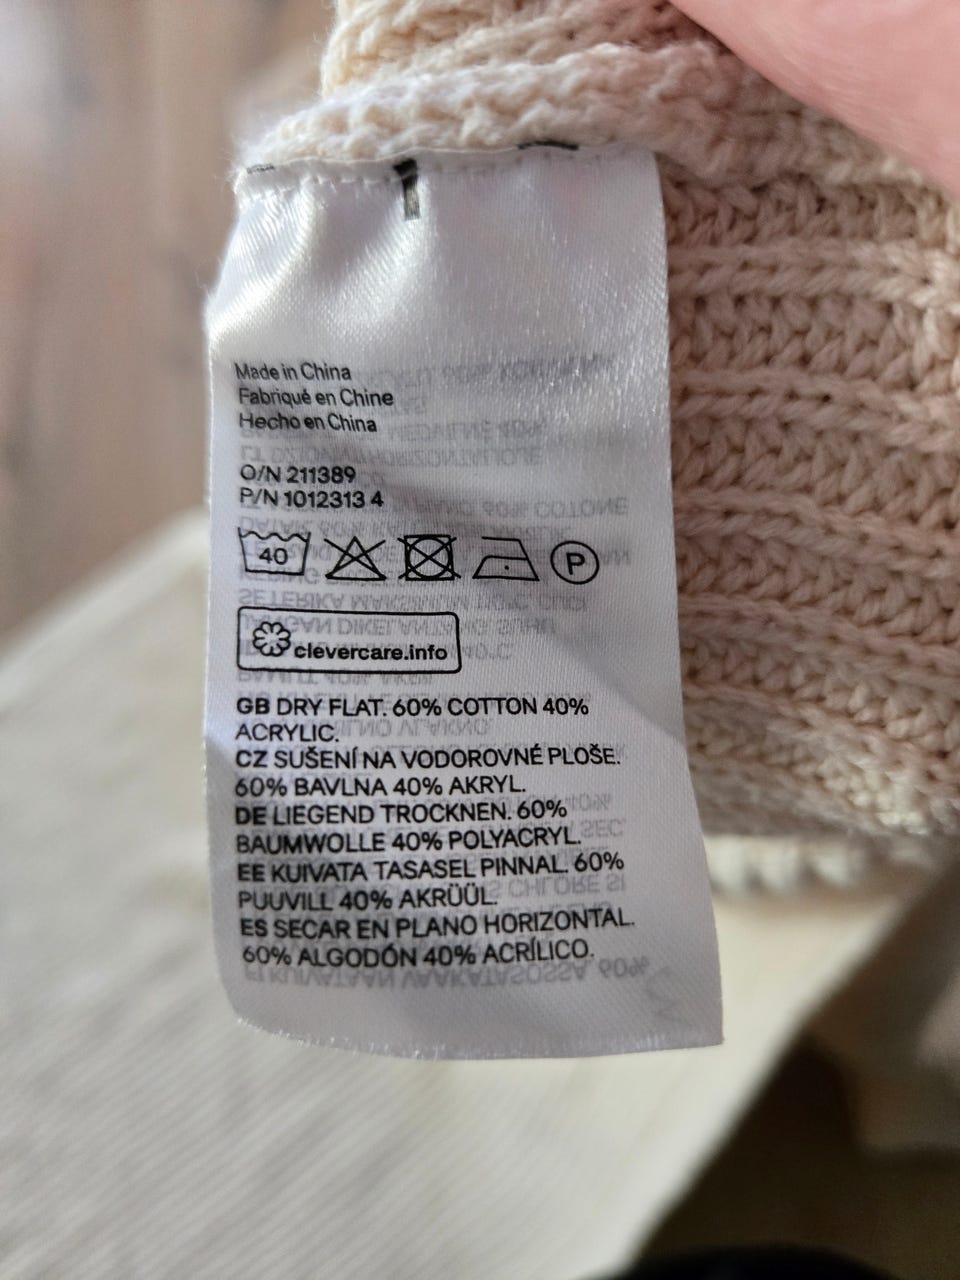 Made in China
Fabriqué en Chine
Hecho en China
O/N 211389
P/N 1012313 4
40 P
clevercare.info
GB DRY FLAT. 60% COTTON 40%
ACRYLIC.
CZ SUŠENÍ NA VODOROVNÉ PLOŠE.
60% BAVLNA 40% AKRYL.
DE LIEGEND TROCKNEN. 60%
BAUMWOLLE 40% POLYACRYL.
EE KUIVATA TASASEL PINNAL. 60%
PUUVILL 40% AKRÜÜL.
ES SECAR EN PLANO HORIZONTAL.
60% ALGODÓN 40% ACRÍLICO.